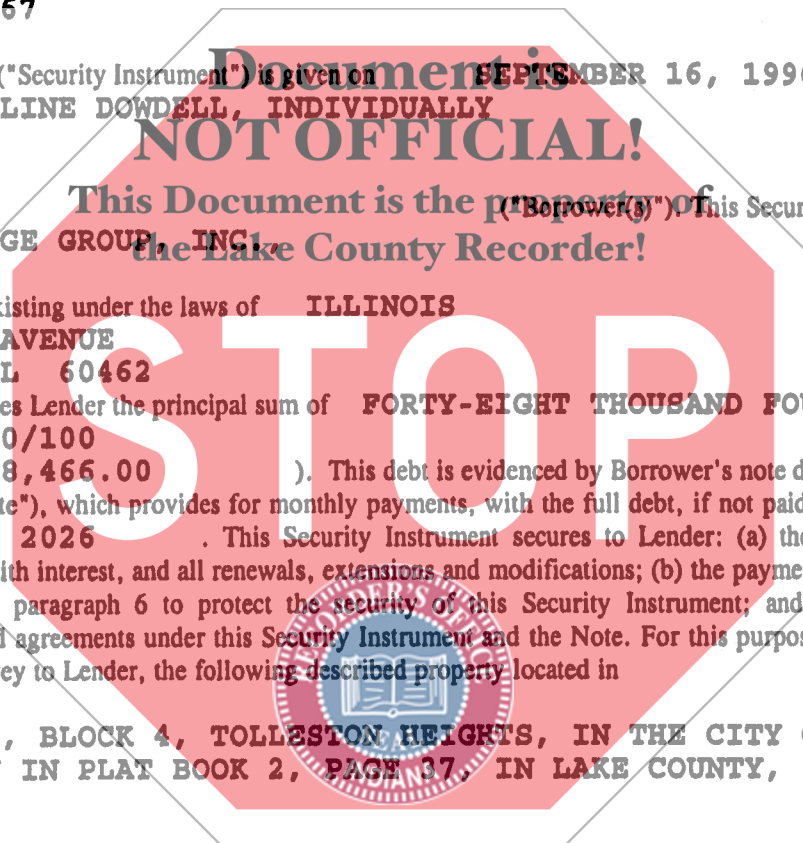 67
("Security Instrument") is given on SEPTEMBER 16, 1996
LINE DOWDELL, INDIVIDUALLY
("Borrower(s)"). This Secur
GE GROUP, INC.,
xisting under the laws of ILLINOIS
AVENUE
L 60462
es Lender the principal sum of FORTY-EIGHT THOUSAND FOU
0/100
8,466.00 ). This debt is evidenced by Borrower's note d
te"), which provides for monthly payments, with the full debt, if not paid
2026 . This Security Instrument secures to Lender: (a) the
ith interest, and all renewals, extensions and modifications; (b) the payme
paragraph 6 to protect the security of this Security Instrument; and
d agreements under this Security Instrument and the Note. For this purpos
ey to Lender, the following described property located in
, BLOCK 4, TOLLESTON HEIGHTS, IN THE CITY
IN PLAT BOOK 2, PAGE 37, IN LAKE COUNTY,
Document is
NOT OFFICIAL!
This Document is the property of
the Lake County Recorder!
STOP
RECORDER'S OFFICE
INDIANA